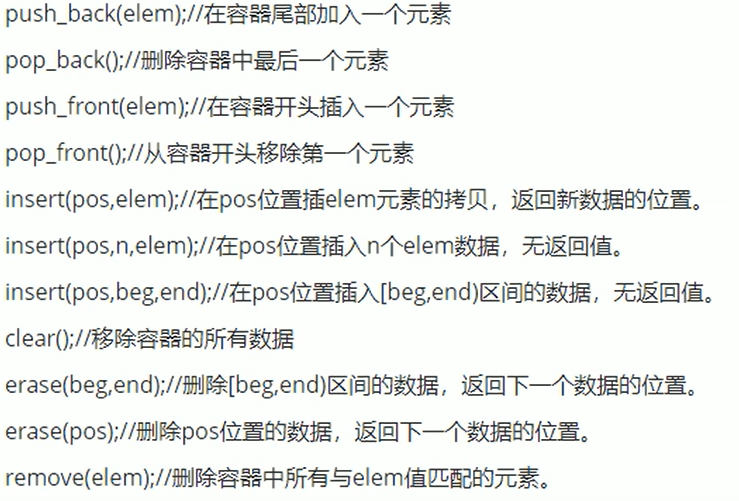 push_back(elem);//在容器尾部加入一个元素
pop_back();//删除容器中最后一个元素
push_front(elem);//在容器开头插入一个元素
pop_front();//从容器开头移除第一个元素
insert(pos,elem);//在pos位置插elem元素的拷贝，返回新数据的位置。
insert(pos,n,elem);//在pos位置插入n个elem数据，无返回值。
insert(pos,beg,end);//在pos位置插入[beg,end)区间的数据，无返回值。
clear();//移除容器的所有数据
erase(beg,end);//删除[beg,end)区间的数据，返回下一个数据的位置。
erase(pos);//删除pos位置的数据，返回下一个数据的位置。
remove(elem);//删除容器中所有与elem值匹配的元素。